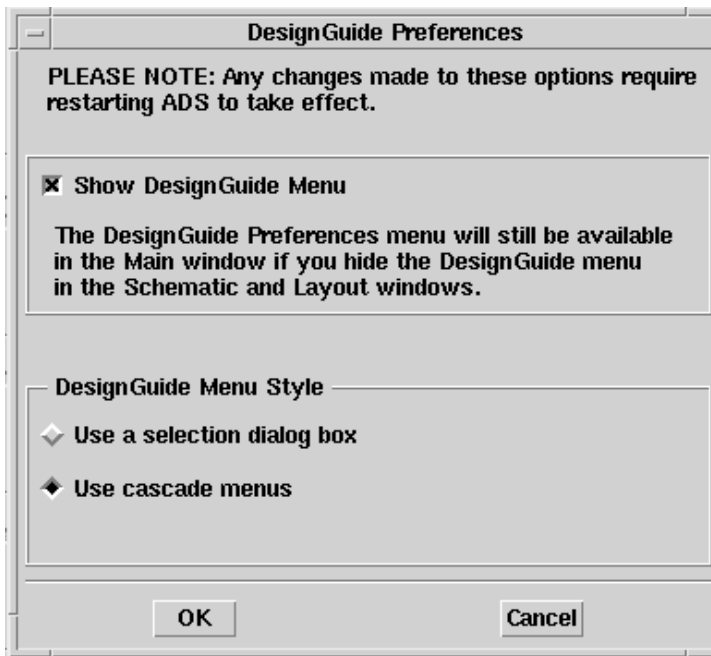 DesignGuide Preferences
PLEASE NOTE: Any changes made to these options require
restarting ADS to take effect.
Show DesignGuide Menu
The DesignGuide Preferences menu will still be available
in the Main window if you hide the DesignGuide menu
in the Schematic and Layout windows.
DesignGuide Menu Style
Use a selection dialog box
Use cascade menus
OK
Cancel